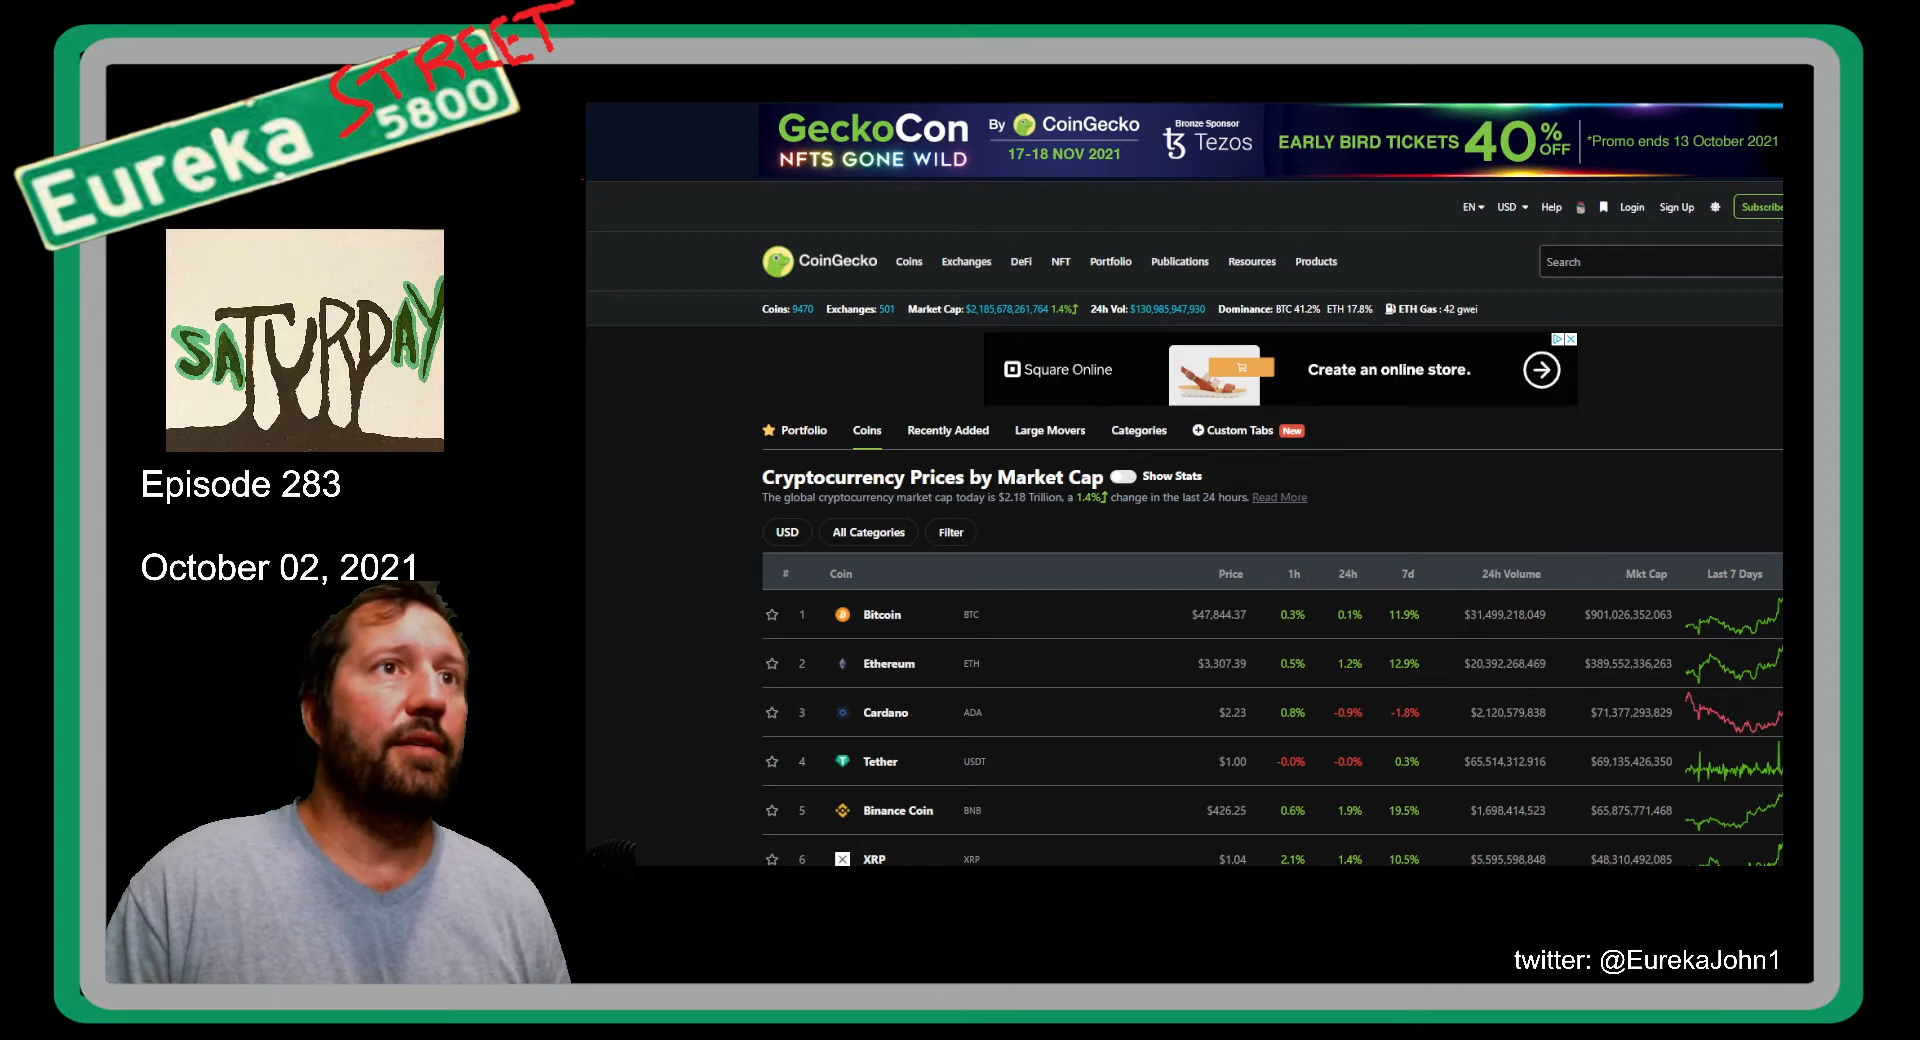 Eureka
STREET
5800
SATURDAY
Episode 283
October 02, 2021
GeckoCon
NFTS GONE WILD
By CoinGecko
17-18 NOV 2021
Bronze Sponsor
Tezos
EARLY BIRD TICKETS 40% OFF
*Promo ends 13 October 2021
EN USD Help Login Sign Up Subscribe
CoinGecko Coins Exchanges DeFi NFT Portfolio Publications Resources Products Search
Coins: 9470 Exchanges: 501 Market Cap: $2,185,678,261,764 1.4% 24h Vol: $130,985,947,930 Dominance: BTC 41.2% ETH 17.8% ETH Gas: 42 gwei
Square Online Create an online store.
Portfolio Coins Recently Added Large Movers Categories Custom Tabs New
Cryptocurrency Prices by Market Cap Show Stats
The global cryptocurrency market cap today is $2.18 Trillion, a 1.4% change in the last 24 hours. Read More
USD All Categories Filter
# Coin Price 1h 24h 7d 24h Volume Mkt Cap Last 7 Days
1 Bitcoin BTC $47,844.37 0.3% 0.1% 11.9% $31,499,218,049 $901,026,352,063
2 Ethereum ETH $3,307.39 0.5% 1.2% 12.9% $20,392,268,469 $389,552,336,263
3 Cardano ADA $2.23 0.8% -0.9% -1.8% $2,120,579,838 $71,377,293,829
4 Tether USDT $1.00 -0.0% -0.0% 0.3% $65,514,312,916 $69,135,426,350
5 Binance Coin BNB $426.25 0.6% 1.9% 19.5% $1,698,414,523 $65,875,771,468
6 XRP XRP $1.04 2.1% 1.4% 10.5% $5,595,598,848 $48,310,492,085
twitter: @EurekaJohn1